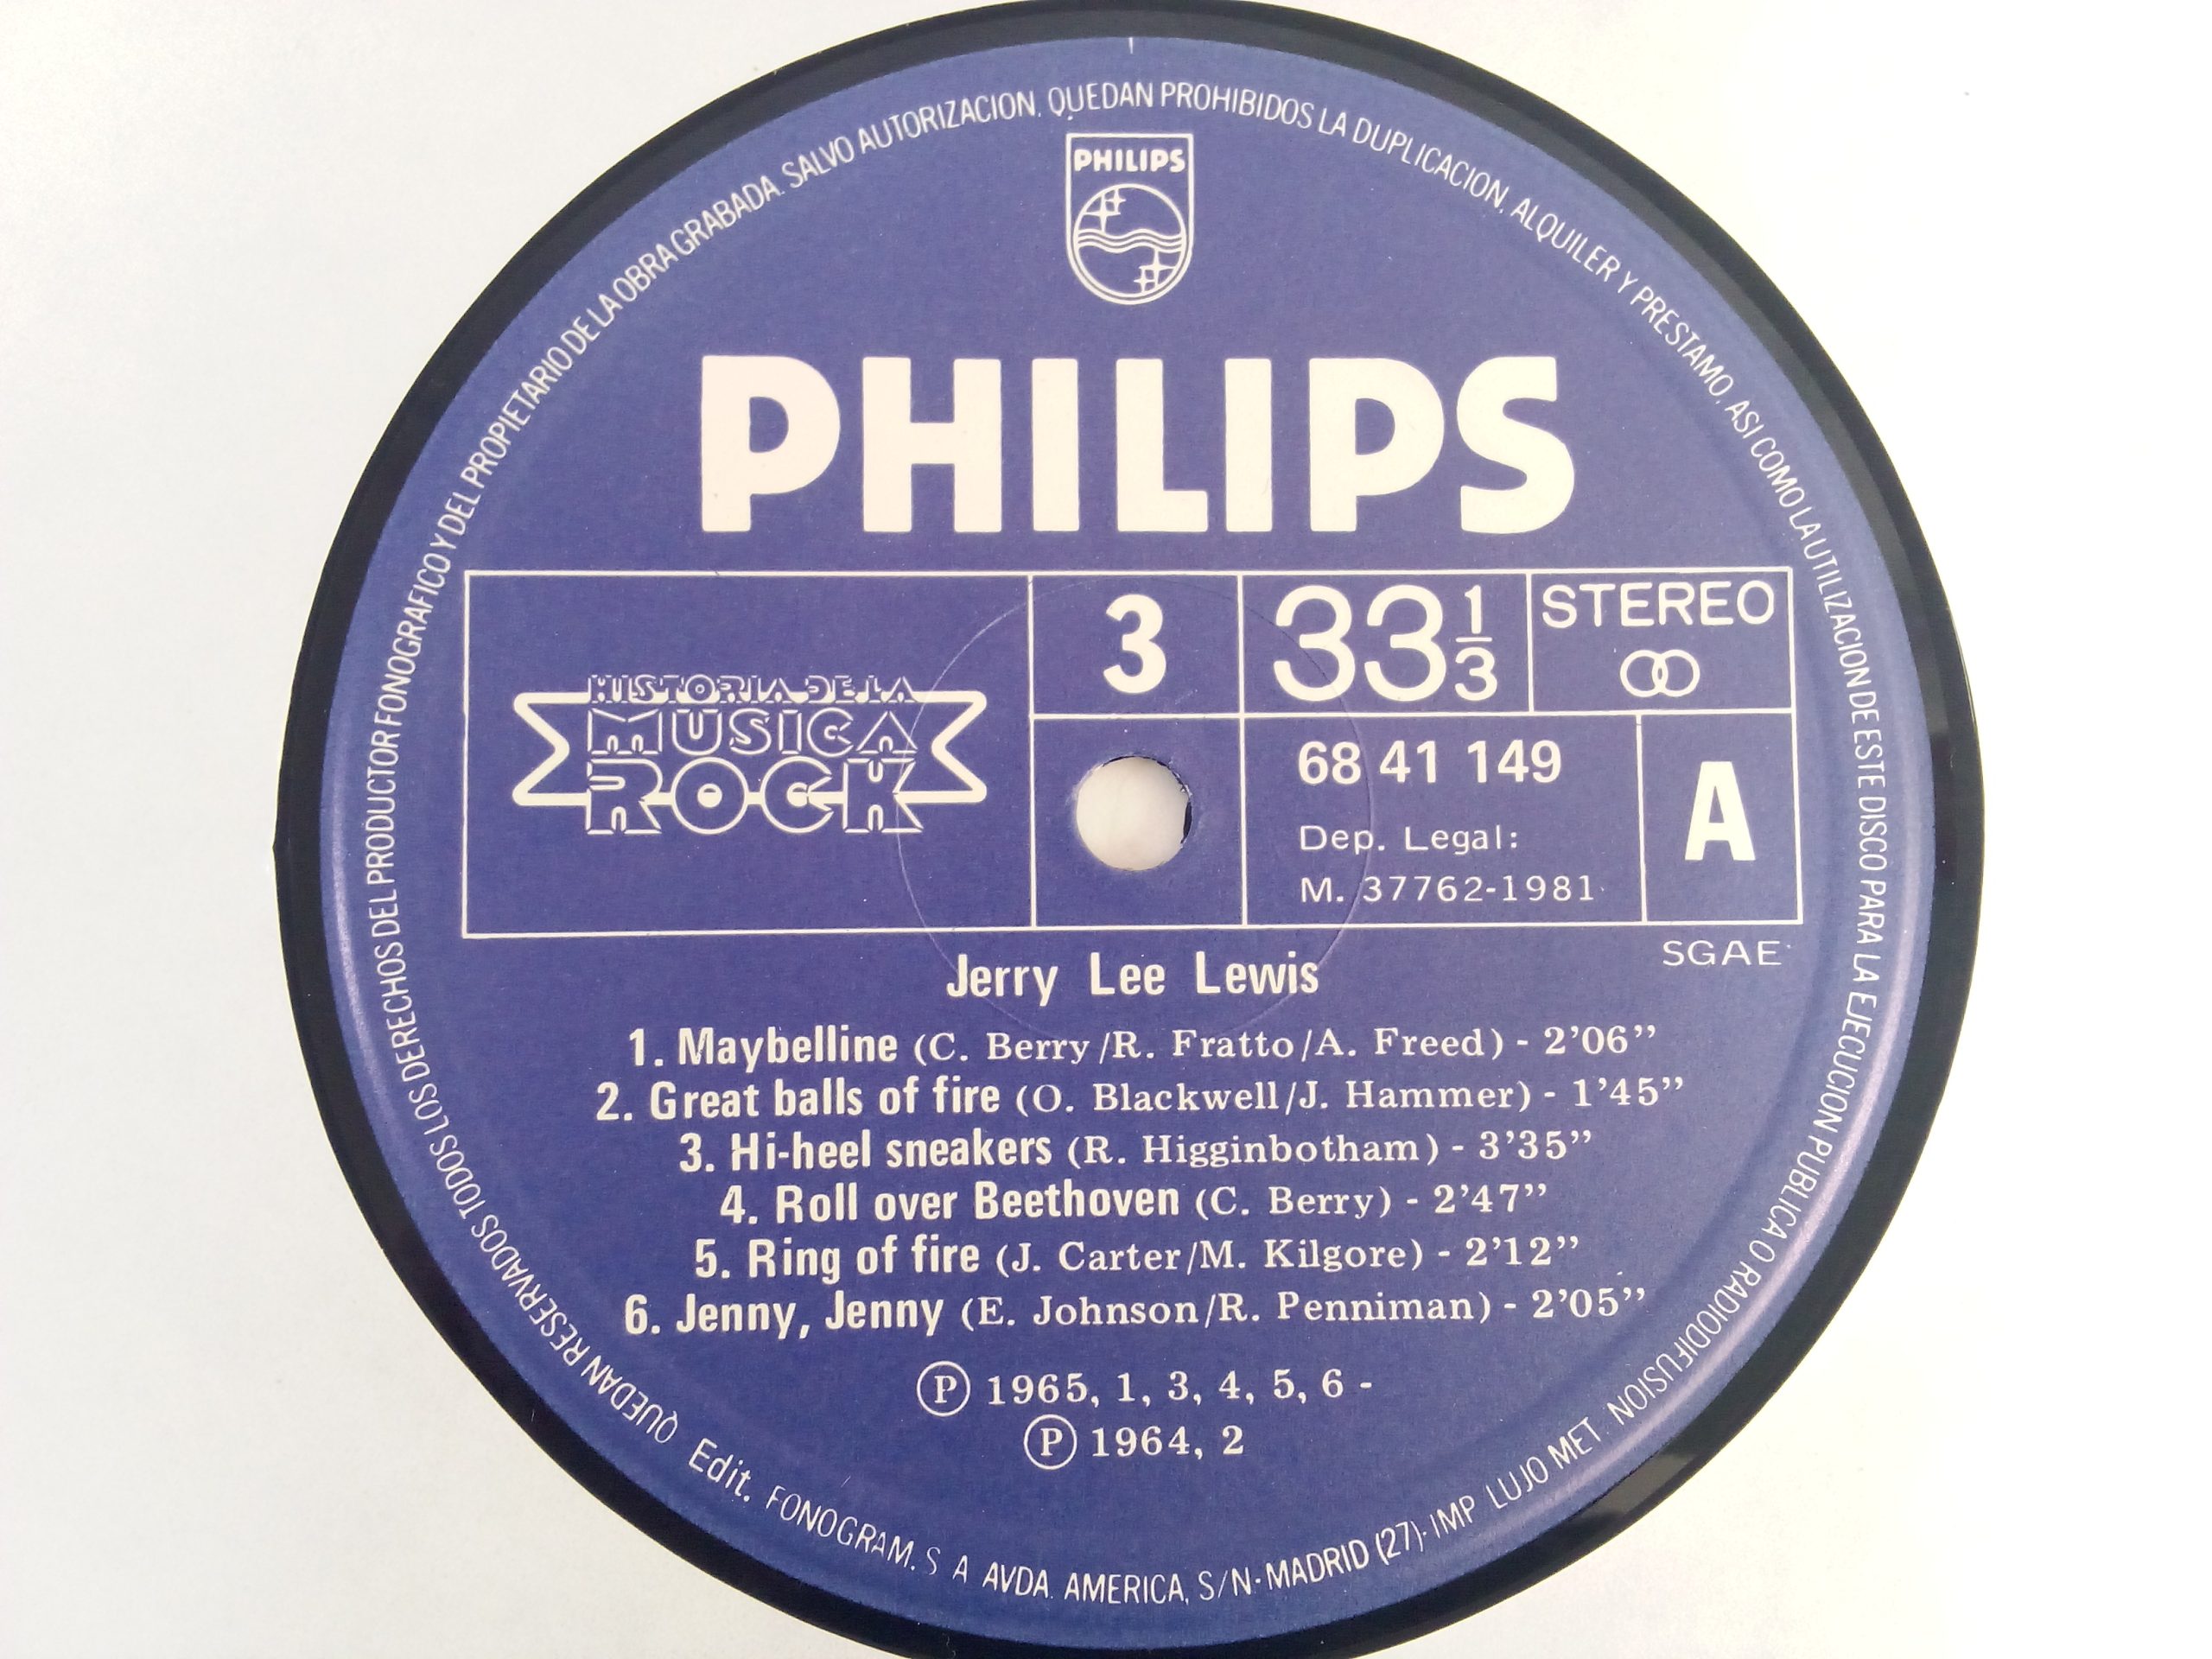 QUEDAN RESERVADOS TODOS LOS DERECHOS DEL PRODUCTOR FONOGRAFICO Y DEL PROPIETARIO DE LA OBRA GRABADA. SALVO AUTORIZACION, QUEDAN PROHIBIDOS LA DUPLICACION, ALQUILER Y PRESTAMO, ASI COMO LA UTILIZACION DE ESTE DISCO PARA LA EJECUCION PUBLICA O RADIODIFUSION
PHILIPS
PHILIPS
HISTORIA DE LA
MUSICA
ROCK
3
33 1/3
STEREO
68 41 149
Dep. Legal:
M. 37762-1981
A
SGAE
Jerry Lee Lewis
1. Maybelline (C. Berry/R. Fratto/A. Freed) - 2’06’’
2. Great balls of fire (O. Blackwell/J. Hammer) - 1’45’’
3. Hi-heel sneakers (R. Higginbotham) - 3’35’’
4. Roll over Beethoven (C. Berry) - 2’47’’
5. Ring of fire (J. Carter/M. Kilgore) - 2’12’’
6. Jenny, Jenny (E. Johnson/R. Penniman) - 2’05’’
Ⓟ 1965, 1, 3, 4, 5, 6 -
Ⓟ 1964, 2
Edit. FONOGRAM, S A AVDA. AMERICA, S/N - MADRID (27) - IMP LUJO MET.